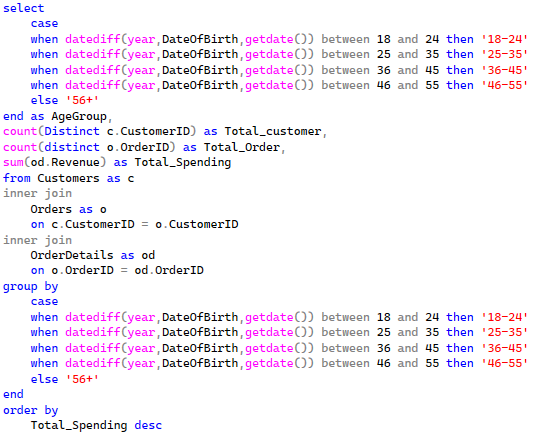 select
    case
    when datediff(year,DateOfBirth,getdate()) between 18 and 24 then '18-24'
    when datediff(year,DateOfBirth,getdate()) between 25 and 35 then '25-35'
    when datediff(year,DateOfBirth,getdate()) between 36 and 45 then '36-45'
    when datediff(year,DateOfBirth,getdate()) between 46 and 55 then '46-55'
    else '56+'
end as AgeGroup,
count(Distinct c.CustomerID) as Total_customer,
count(distinct o.OrderID) as Total_Order,
sum(od.Revenue) as Total_Spending
from Customers as c
inner join
    Orders as o
    on c.CustomerID = o.CustomerID
inner join
    OrderDetails as od
    on o.OrderID = od.OrderID
group by
    case
    when datediff(year,DateOfBirth,getdate()) between 18 and 24 then '18-24'
    when datediff(year,DateOfBirth,getdate()) between 25 and 35 then '25-35'
    when datediff(year,DateOfBirth,getdate()) between 36 and 45 then '36-45'
    when datediff(year,DateOfBirth,getdate()) between 46 and 55 then '46-55'
    else '56+'
end
order by
    Total_Spending desc